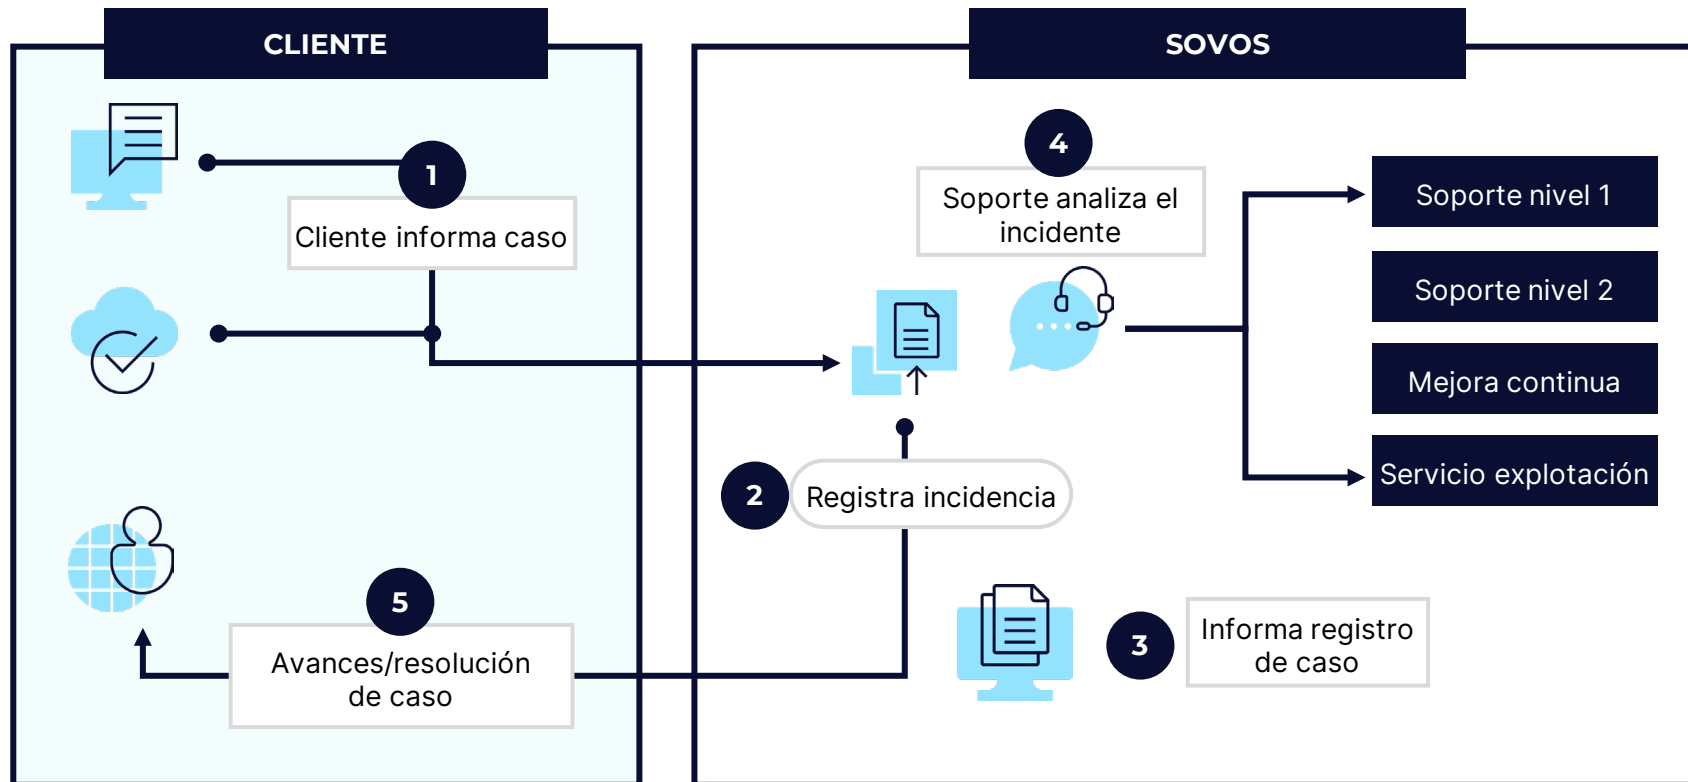 CLIENTE
SOVOS
1
Cliente informa caso
4
Soporte analiza el
incidente
Soporte nivel 1
Soporte nivel 2
Mejora continua
Servicio explotación
2
Registra incidencia
5
Avances/resolución
de caso
3
Informa registro
de caso